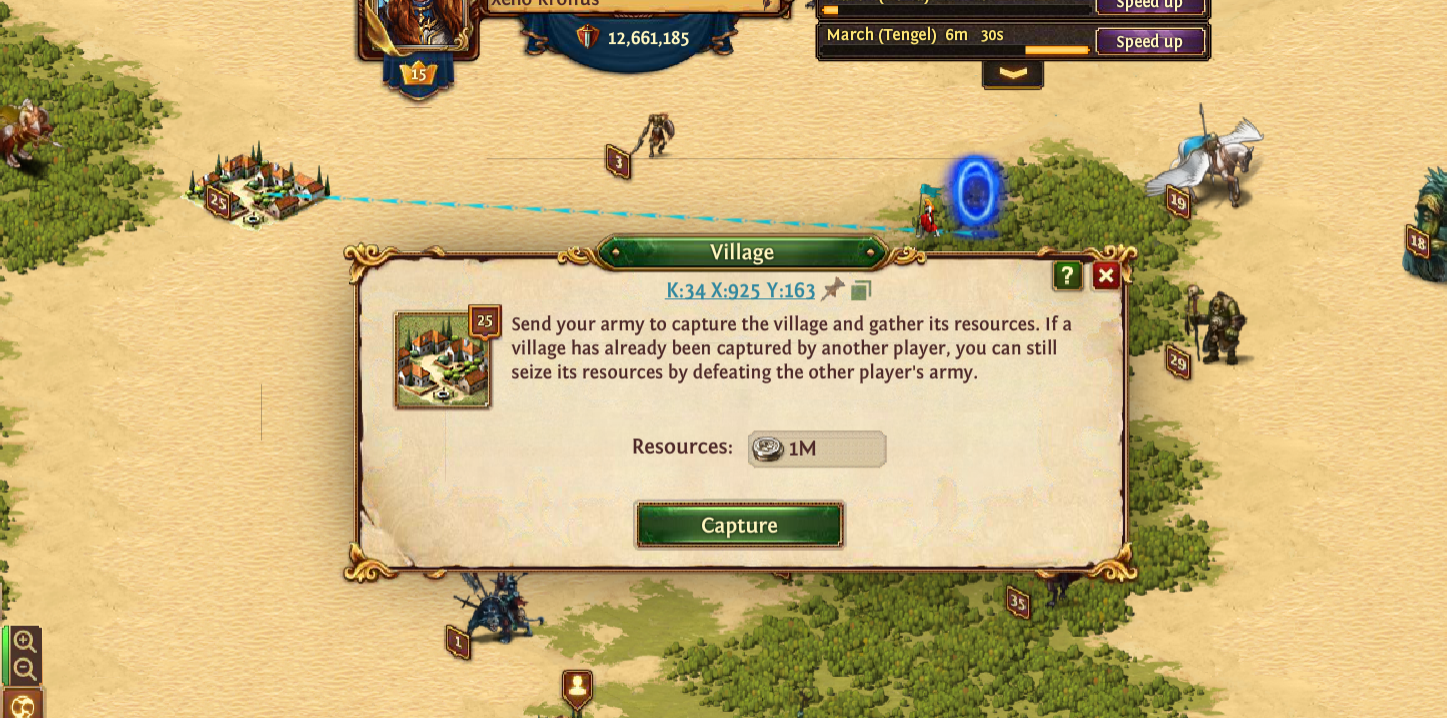 Xeno Kronus
Speed up
12,661,185
March (Tengel) 6m 30s
Speed up
15
3
25
19
18
Village
?
K:34 X:925 Y:163
25
Send your army to capture the village and gather its resources. If a
village has already been captured by another player, you can still
seize its resources by defeating the other player's army.
29
Resources: 1M
Capture
35
1